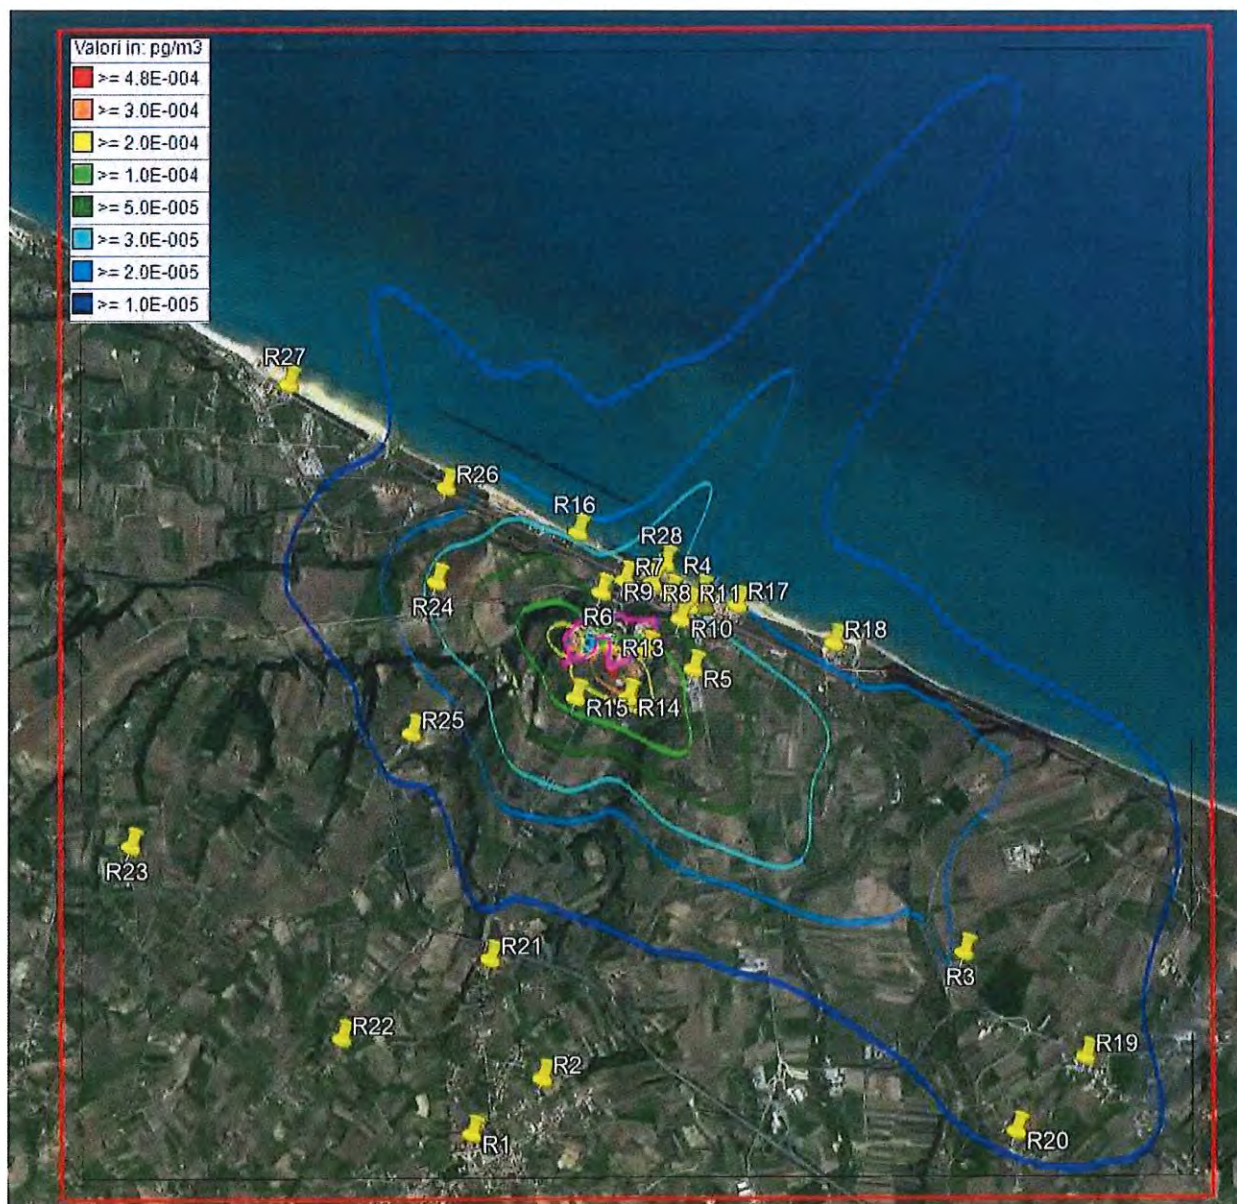 Valori in: pg/m3
>= 4.8E-004
>= 3.0E-004
>= 2.0E-004
>= 1.0E-004
>= 5.0E-005
>= 3.0E-005
>= 2.0E-005
>= 1.0E-005
R27
R26
R16
R28
R7
R4
R24
R9
R8
R11
R17
R6
R10
R18
R13
R5
R15
R14
R25
R23
R21
R3
R22
R19
R2
R20
R1